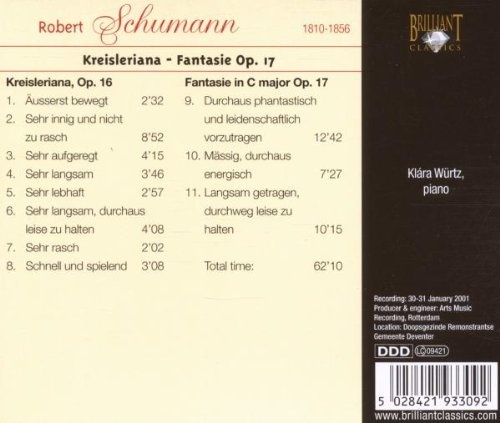 Robert Schumann 1810-1856
BRILLIANT
CLASSICS
Kreisleriana - Fantasie Op. 17
Kreisleriana, Op. 16
1. Äusserst bewegt 2'32
2. Sehr innig und nicht
zu rasch 8'52
3. Sehr aufgeregt 4'15
4. Sehr langsam 3'46
5. Sehr lebhaft 2'57
6. Sehr langsam, durchaus
leise zu halten 4'08
7. Sehr rasch 2'02
8. Schnell und spielend 3'08
Fantasie in C major Op. 17
9. Durchaus phantastisch
und leidenschaftlich
vorzutragen 12'42
10. Mässig, durchaus
energisch 7'27
11. Langsam getragen,
durchweg leise zu
halten 10'15
Total time: 62'10
Klára Würtz,
piano
Recording: 30-31 January 2001
Producer & engineer: Arts Music
Recording, Rotterdam
Location: Doopsgezinde Remonstrantse
Gemeente Deventer
DDD LC09421
5 028421 933092
www.brilliantclassics.com